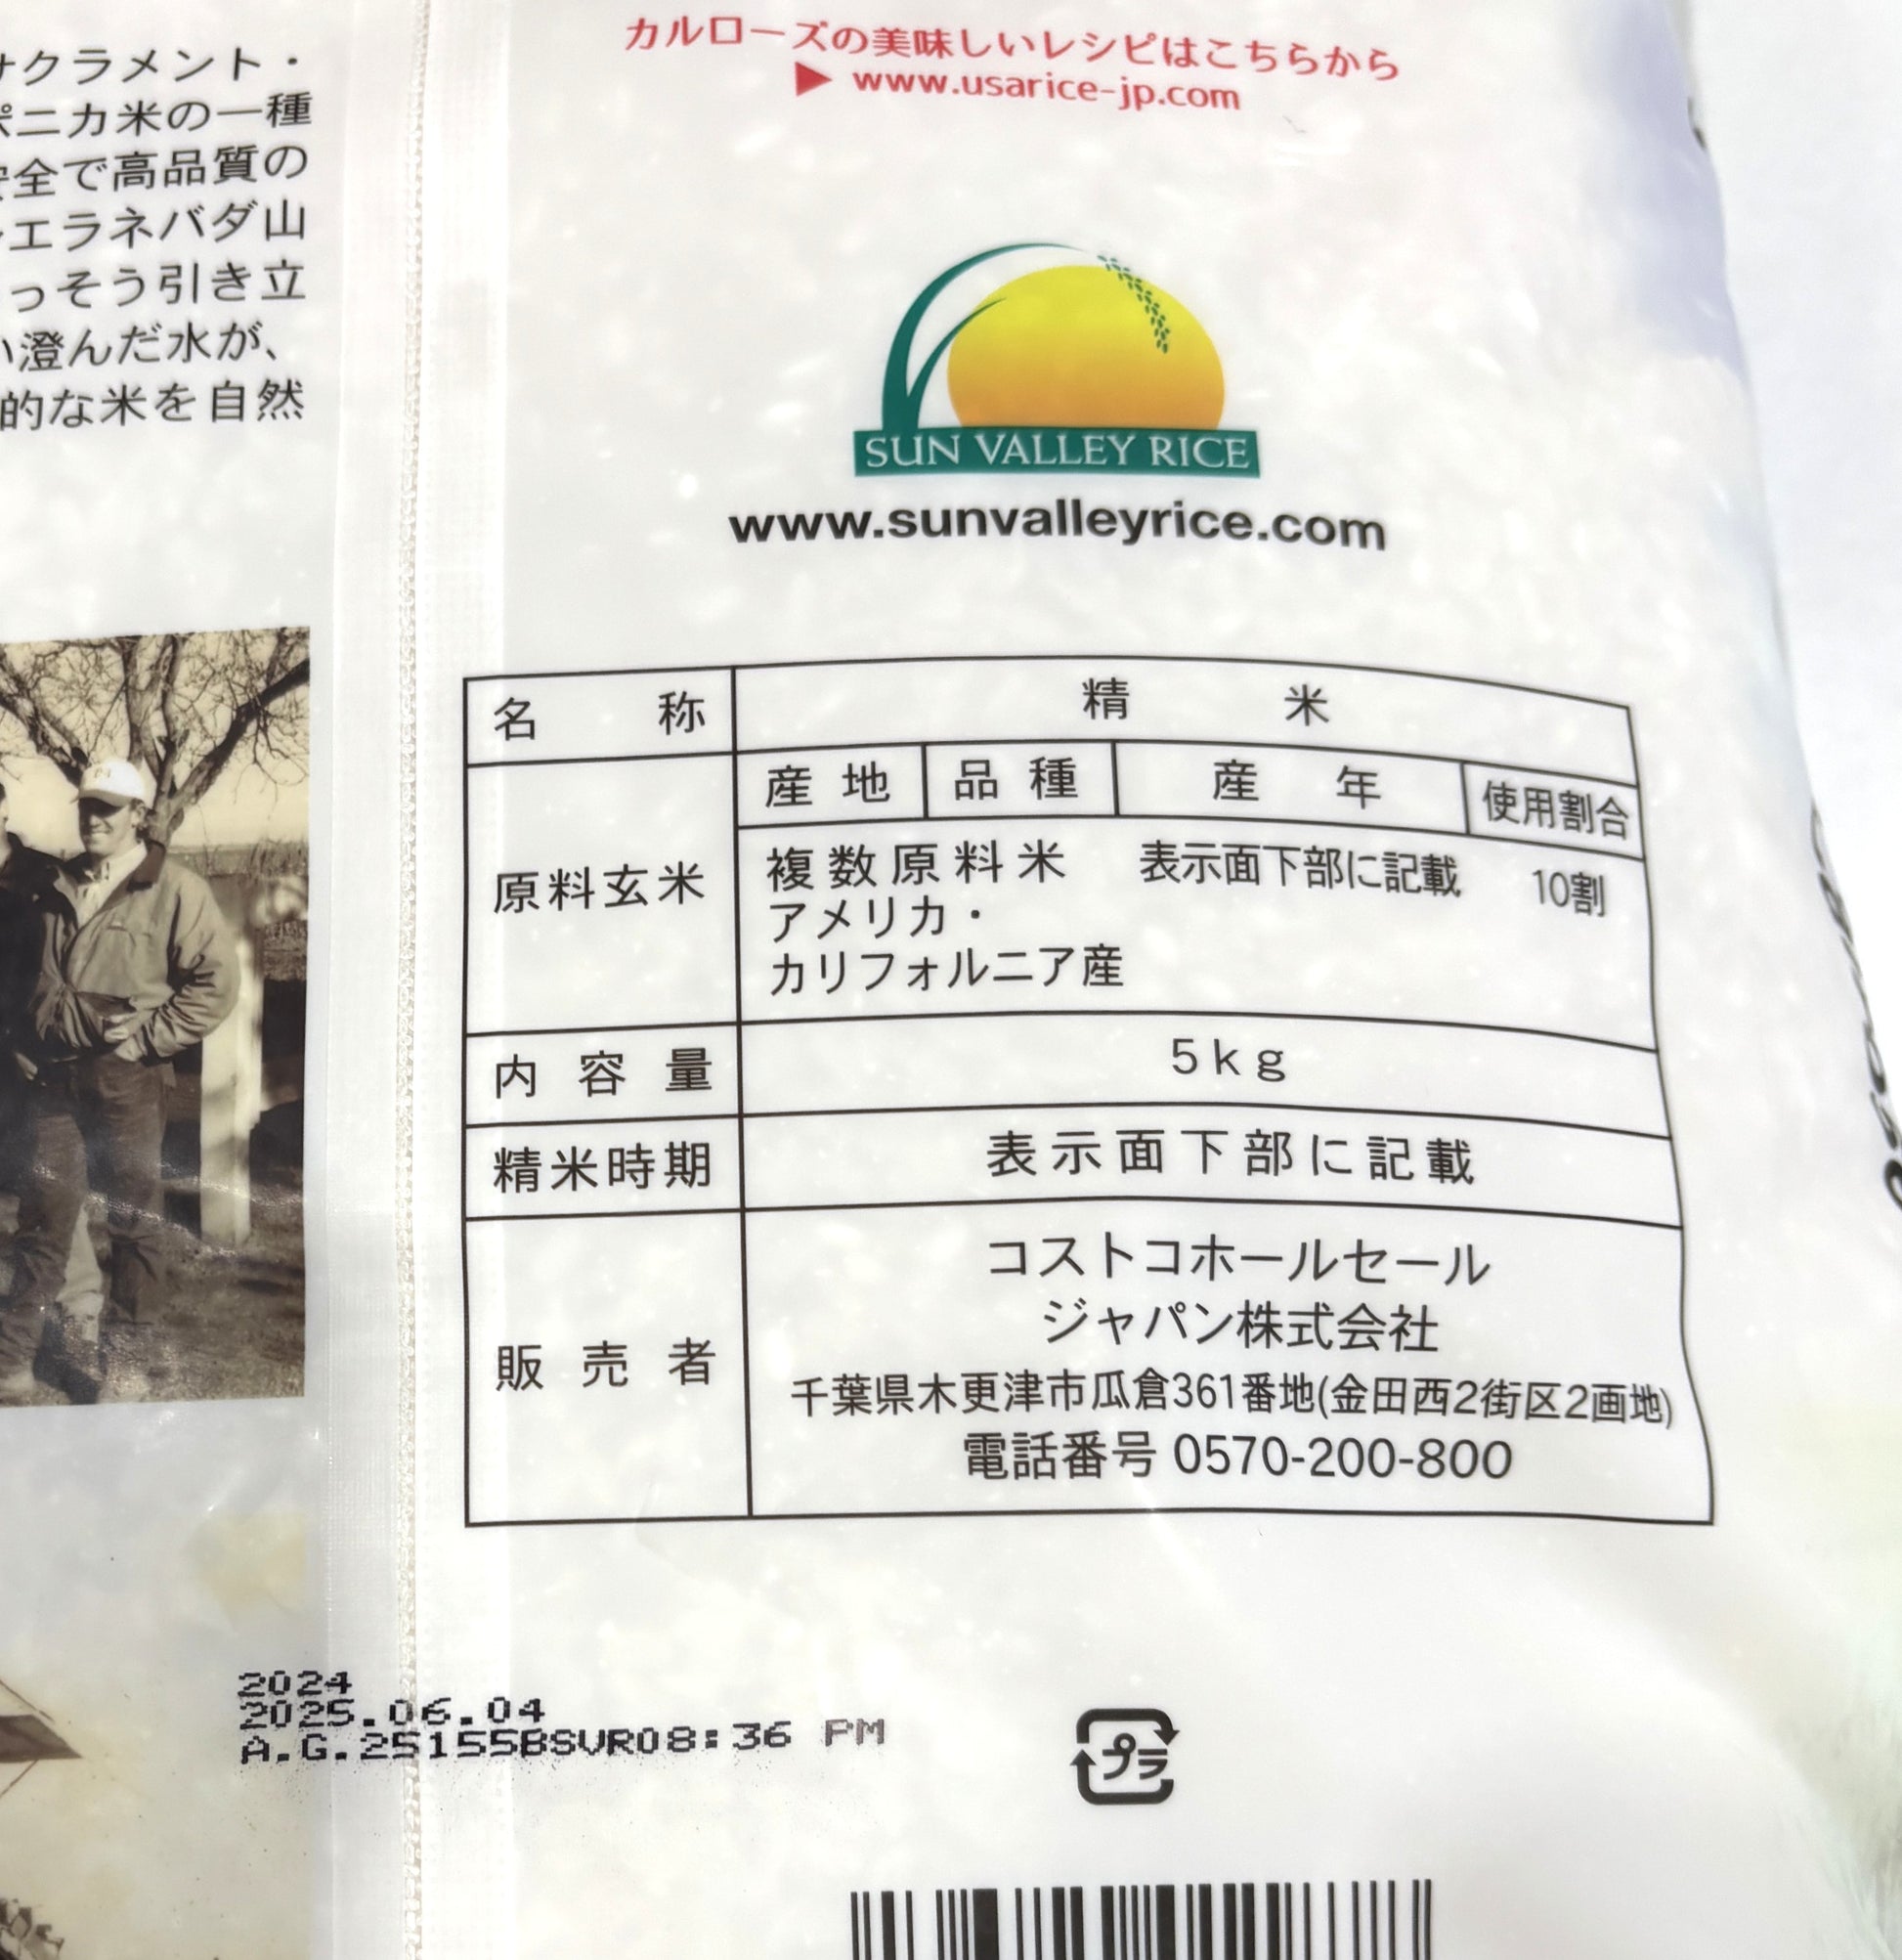 サクラメント・
ポニカ米の一種
安全で高品質の
エラネバダ山
っそう引き立
い澄んだ水が、
的な米を自然
カルローズの美味しいレシピはこちらから
▶ www.usarice-jp.com
SUN VALLEY RICE
www.sunvalleyrice.com
名称 精米
原料玄米 産地 品種 産年 使用割合
複数原料米 表示面下部に記載 10割
アメリカ・
カリフォルニア産
内容量 5kg
精米時期 表示面下部に記載
販売者 コストコホールセール
ジャパン株式会社
千葉県木更津市瓜倉361番地(金田西2街区2画地)
電話番号 0570-200-800
2024
2025.06.04
A.G.25155BSVR08:36 PM
プラ